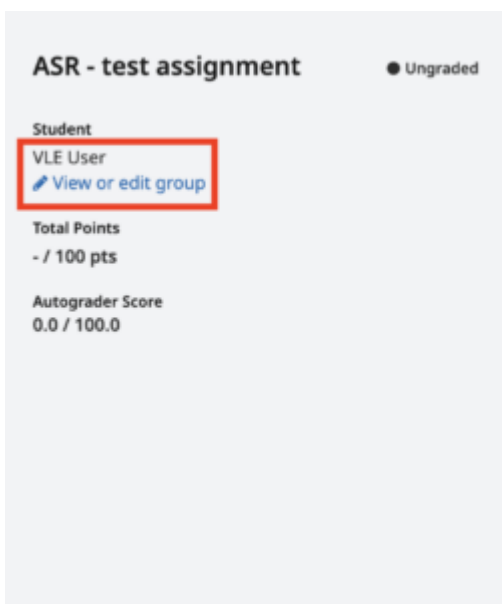 ASR - test assignment
Ungraded
Student
VLE User
View or edit group
Total Points
- / 100 pts
Autograder Score
0.0 / 100.0